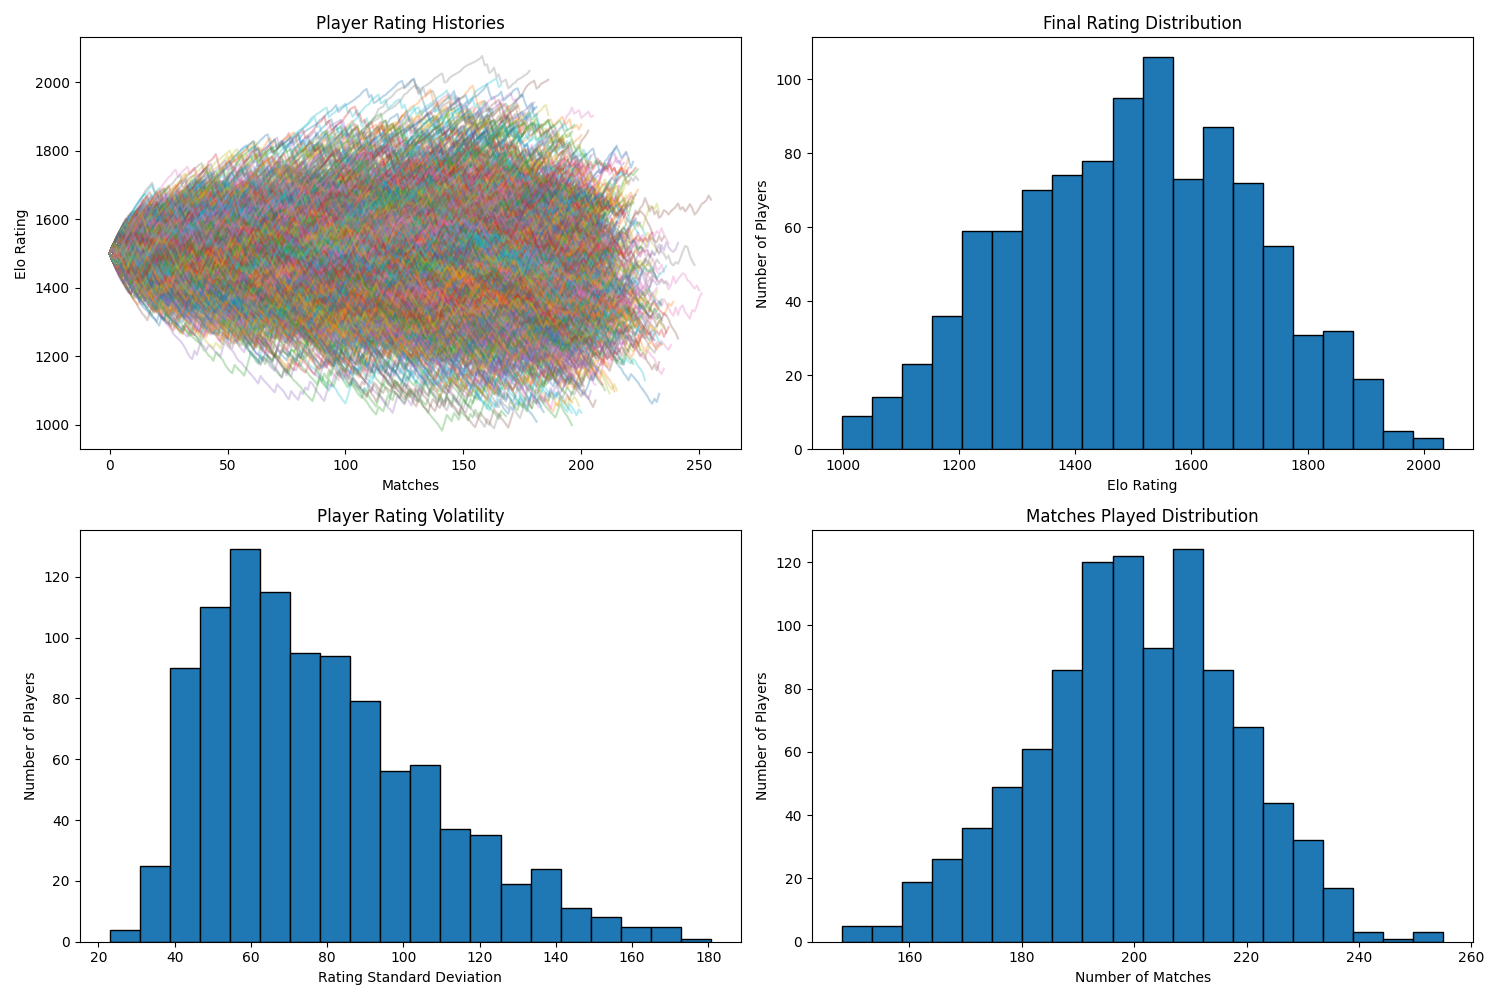 Player Rating Histories
Elo Rating
2000
1800
1600
1400
1200
1000
0 50 100 150 200 250
Matches
Final Rating Distribution
Number of Players
100
80
60
40
20
0
1000 1200 1400 1600 1800 2000
Elo Rating
Player Rating Volatility
Number of Players
120
100
80
60
40
20
0
20 40 60 80 100 120 140 160 180
Rating Standard Deviation
Matches Played Distribution
Number of Players
120
100
80
60
40
20
0
160 180 200 220 240 260
Number of Matches